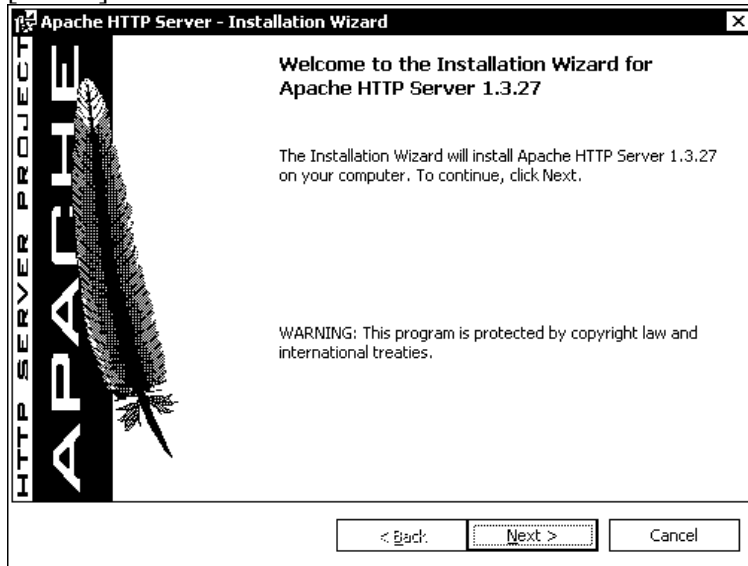 Apache HTTP Server - Installation Wizard
HTTP SERVER PROJECT
APACHE
Welcome to the Installation Wizard for
Apache HTTP Server 1.3.27
The Installation Wizard will install Apache HTTP Server 1.3.27
on your computer. To continue, click Next.
WARNING: This program is protected by copyright law and
international treaties.
< Back
Next >
Cancel